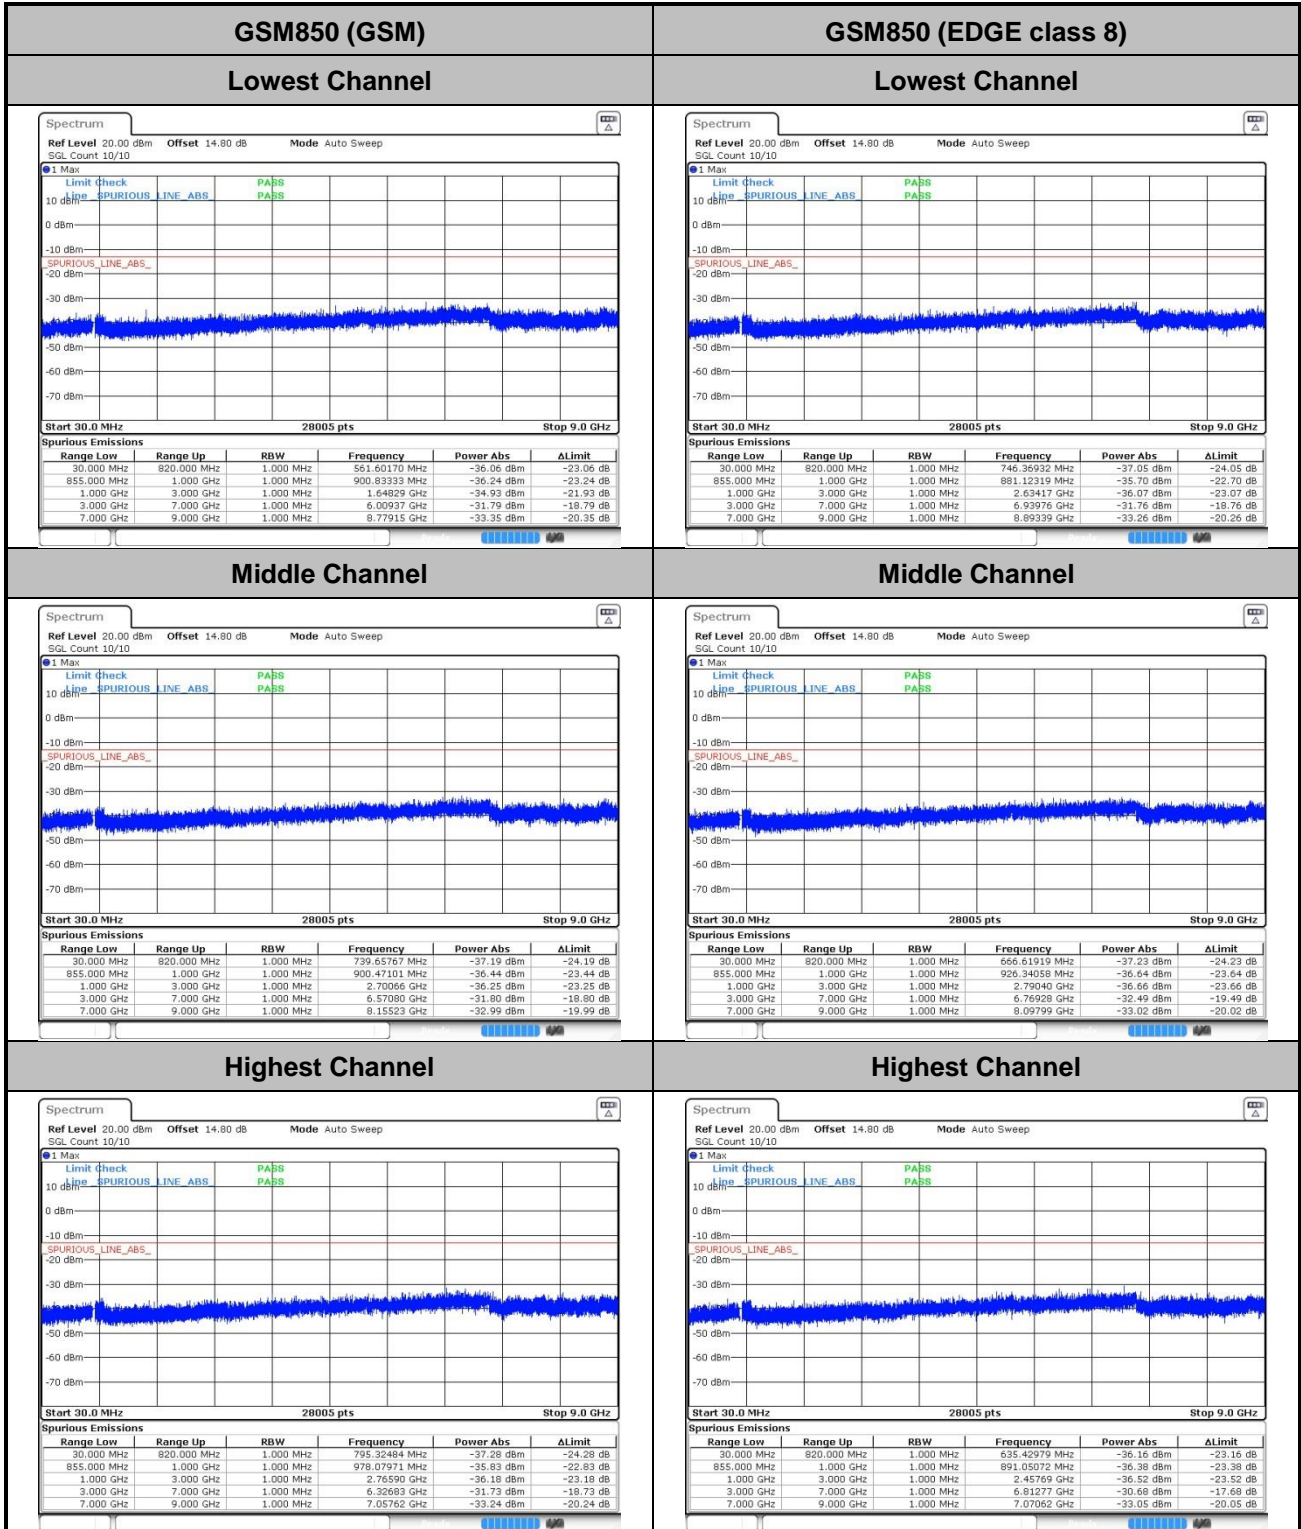 GSM850 (GSM)
GSM850 (EDGE class 8)
Lowest Channel
Lowest Channel
Spectrum
Ref Level 20.00 dBm Offset 14.80 dB Mode Auto Sweep
SGL Count 10/10
1 Max
Limit Check PASS
10 dBm Line _SPURIOUS_LINE_ABS_ PASS
0 dBm
-10 dBm
_SPURIOUS_LINE_ABS_
-20 dBm
-30 dBm
-50 dBm
-60 dBm
-70 dBm
Start 30.0 MHz 28005 pts Stop 9.0 GHz
Spurious Emissions
Range Low Range Up RBW Frequency Power Abs ΔLimit
30.000 MHz 820.000 MHz 1.000 MHz 561.60170 MHz -36.06 dBm -23.06 dB
855.000 MHz 1.000 GHz 1.000 MHz 900.83333 MHz -36.24 dBm -23.24 dB
1.000 GHz 3.000 GHz 1.000 MHz 1.64829 GHz -34.93 dBm -21.93 dB
3.000 GHz 7.000 GHz 1.000 MHz 6.00937 GHz -31.79 dBm -18.79 dB
7.000 GHz 9.000 GHz 1.000 MHz 8.77915 GHz -33.35 dBm -20.35 dB
Spectrum
Ref Level 20.00 dBm Offset 14.80 dB Mode Auto Sweep
SGL Count 10/10
1 Max
Limit Check PASS
10 dBm Line _SPURIOUS_LINE_ABS_ PASS
0 dBm
-10 dBm
_SPURIOUS_LINE_ABS_
-20 dBm
-30 dBm
-50 dBm
-60 dBm
-70 dBm
Start 30.0 MHz 28005 pts Stop 9.0 GHz
Spurious Emissions
Range Low Range Up RBW Frequency Power Abs ΔLimit
30.000 MHz 820.000 MHz 1.000 MHz 746.36932 MHz -37.05 dBm -24.05 dB
855.000 MHz 1.000 GHz 1.000 MHz 881.12319 MHz -35.70 dBm -22.70 dB
1.000 GHz 3.000 GHz 1.000 MHz 2.63417 GHz -36.07 dBm -23.07 dB
3.000 GHz 7.000 GHz 1.000 MHz 6.93976 GHz -31.76 dBm -18.76 dB
7.000 GHz 9.000 GHz 1.000 MHz 8.89339 GHz -33.26 dBm -20.26 dB
Middle Channel
Middle Channel
Spectrum
Ref Level 20.00 dBm Offset 14.80 dB Mode Auto Sweep
SGL Count 10/10
1 Max
Limit Check PASS
10 dBm Line _SPURIOUS_LINE_ABS_ PASS
0 dBm
-10 dBm
_SPURIOUS_LINE_ABS_
-20 dBm
-30 dBm
-50 dBm
-60 dBm
-70 dBm
Start 30.0 MHz 28005 pts Stop 9.0 GHz
Spurious Emissions
Range Low Range Up RBW Frequency Power Abs ΔLimit
30.000 MHz 820.000 MHz 1.000 MHz 739.65767 MHz -37.19 dBm -24.19 dB
855.000 MHz 1.000 GHz 1.000 MHz 900.47101 MHz -36.44 dBm -23.44 dB
1.000 GHz 3.000 GHz 1.000 MHz 2.70066 GHz -36.25 dBm -23.25 dB
3.000 GHz 7.000 GHz 1.000 MHz 6.57080 GHz -31.80 dBm -18.80 dB
7.000 GHz 9.000 GHz 1.000 MHz 8.15523 GHz -32.99 dBm -19.99 dB
Spectrum
Ref Level 20.00 dBm Offset 14.80 dB Mode Auto Sweep
SGL Count 10/10
1 Max
Limit Check PASS
10 dBm Line _SPURIOUS_LINE_ABS_ PASS
0 dBm
-10 dBm
_SPURIOUS_LINE_ABS_
-20 dBm
-30 dBm
-50 dBm
-60 dBm
-70 dBm
Start 30.0 MHz 28005 pts Stop 9.0 GHz
Spurious Emissions
Range Low Range Up RBW Frequency Power Abs ΔLimit
30.000 MHz 820.000 MHz 1.000 MHz 666.61919 MHz -37.23 dBm -24.23 dB
855.000 MHz 1.000 GHz 1.000 MHz 926.34058 MHz -36.64 dBm -23.64 dB
1.000 GHz 3.000 GHz 1.000 MHz 2.79040 GHz -36.66 dBm -23.66 dB
3.000 GHz 7.000 GHz 1.000 MHz 6.76928 GHz -32.49 dBm -19.49 dB
7.000 GHz 9.000 GHz 1.000 MHz 8.09799 GHz -33.02 dBm -20.02 dB
Highest Channel
Highest Channel
Spectrum
Ref Level 20.00 dBm Offset 14.80 dB Mode Auto Sweep
SGL Count 10/10
1 Max
Limit Check PASS
10 dBm Line _SPURIOUS_LINE_ABS_ PASS
0 dBm
-10 dBm
_SPURIOUS_LINE_ABS_
-20 dBm
-30 dBm
-50 dBm
-60 dBm
-70 dBm
Start 30.0 MHz 28005 pts Stop 9.0 GHz
Spurious Emissions
Range Low Range Up RBW Frequency Power Abs ΔLimit
30.000 MHz 820.000 MHz 1.000 MHz 795.32484 MHz -37.28 dBm -24.28 dB
855.000 MHz 1.000 GHz 1.000 MHz 978.07971 MHz -35.83 dBm -22.83 dB
1.000 GHz 3.000 GHz 1.000 MHz 2.76590 GHz -36.18 dBm -23.18 dB
3.000 GHz 7.000 GHz 1.000 MHz 6.32683 GHz -31.73 dBm -18.73 dB
7.000 GHz 9.000 GHz 1.000 MHz 7.05762 GHz -33.24 dBm -20.24 dB
Spectrum
Ref Level 20.00 dBm Offset 14.80 dB Mode Auto Sweep
SGL Count 10/10
1 Max
Limit Check PASS
10 dBm Line _SPURIOUS_LINE_ABS_ PASS
0 dBm
-10 dBm
_SPURIOUS_LINE_ABS_
-20 dBm
-30 dBm
-50 dBm
-60 dBm
-70 dBm
Start 30.0 MHz 28005 pts Stop 9.0 GHz
Spurious Emissions
Range Low Range Up RBW Frequency Power Abs ΔLimit
30.000 MHz 820.000 MHz 1.000 MHz 635.42979 MHz -36.16 dBm -23.16 dB
855.000 MHz 1.000 GHz 1.000 MHz 891.05072 MHz -36.38 dBm -23.38 dB
1.000 GHz 3.000 GHz 1.000 MHz 2.45769 GHz -36.52 dBm -23.52 dB
3.000 GHz 7.000 GHz 1.000 MHz 6.81277 GHz -30.68 dBm -17.68 dB
7.000 GHz 9.000 GHz 1.000 MHz 7.07062 GHz -33.05 dBm -20.05 dB